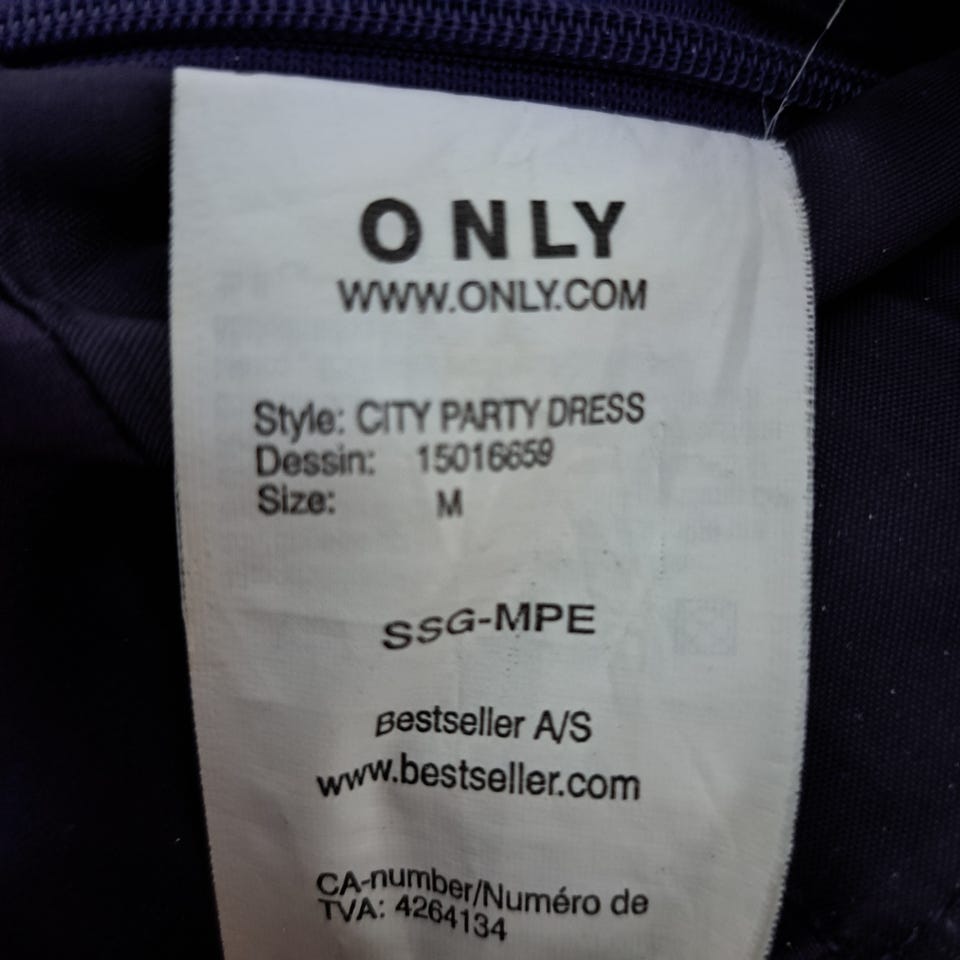 ONLY
WWW.ONLY.COM
Style: CITY PARTY DRESS
Dessin: 15016659
Size: M
SSG-MPE
Bestseller A/S
www.bestseller.com
CA-number/Numéro de
TVA: 4264134